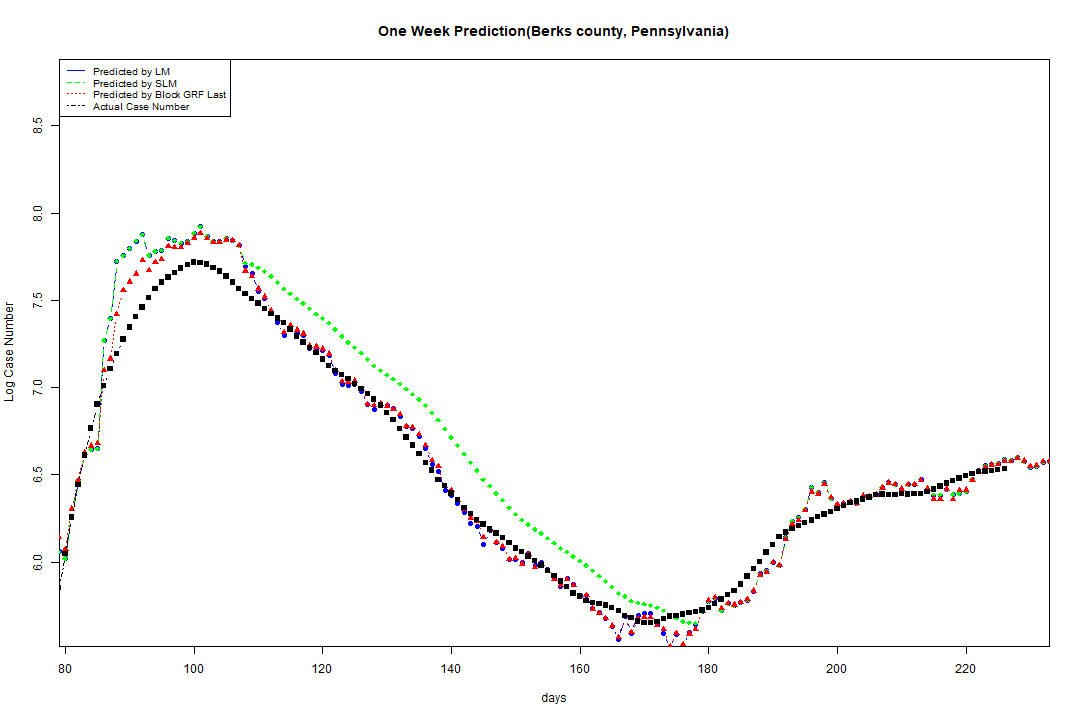 One Week Prediction(Berks county, Pennsylvania)
Predicted by LM
Predicted by SLM
Predicted by Block GRF Last
Actual Case Number
Log Case Number
8.5
8.0
7.5
7.0
6.5
6.0
80 100 120 140 160 180 200 220
days